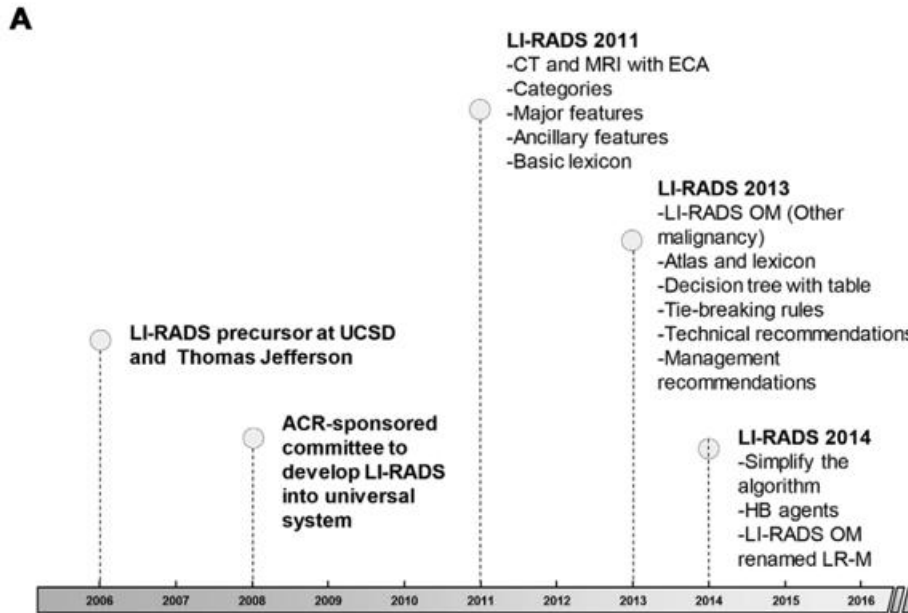 A
LI-RADS 2011
-CT and MRI with ECA
-Categories
-Major features
-Ancillary features
-Basic lexicon
LI-RADS 2013
-LI-RADS OM (Other
malignancy)
-Atlas and lexicon
-Decision tree with table
-Tie-breaking rules
-Technical recommendations
-Management
recommendations
LI-RADS precursor at UCSD
and Thomas Jefferson
ACR-sponsored
committee to
develop LI-RADS
into universal
system
LI-RADS 2014
-Simplify the
algorithm
-HB agents
-LI-RADS OM
renamed LR-M
2006 2007 2008 2009 2010 2011 2012 2013 2014 2015 2016